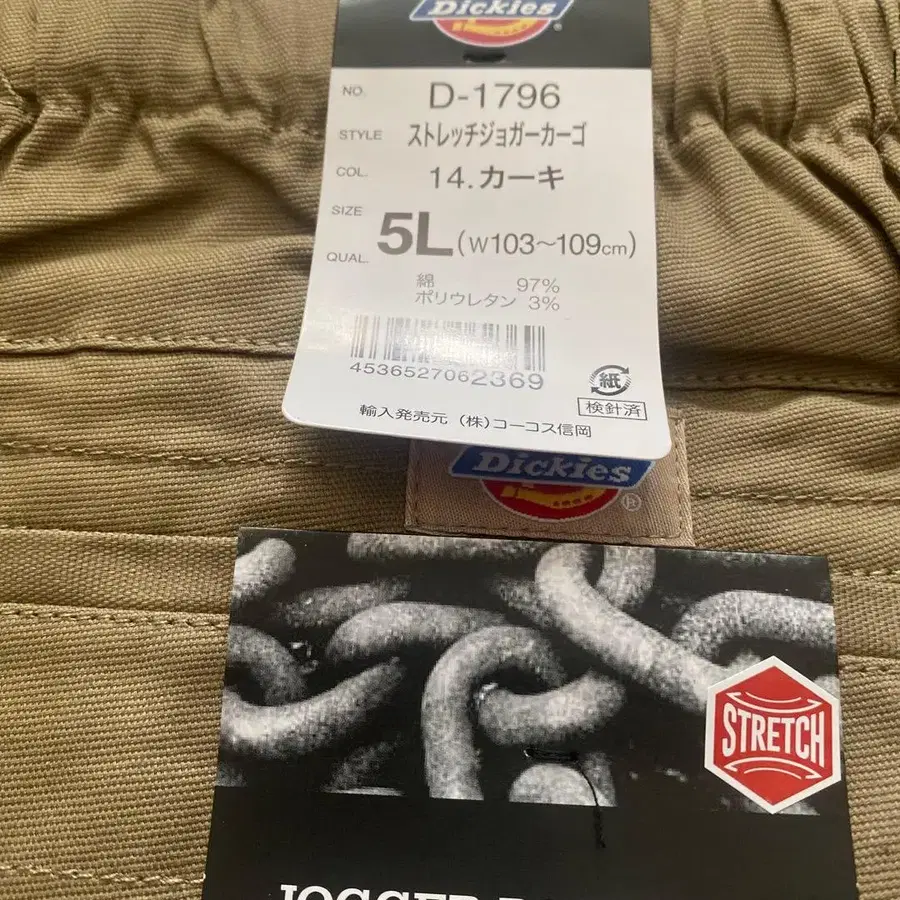 Dickies
NO. D-1796
STYLE ストレッチジョガーカーゴ
COL. 14.カーキ
SIZE 5L(W103~109cm)
QUAL. 綿 97%
ポリウレタン 3%
4536527062369
紙
検針済
輸入発売元 (株)コーコス信岡
Dickies
®
STRETCH
JOGGER